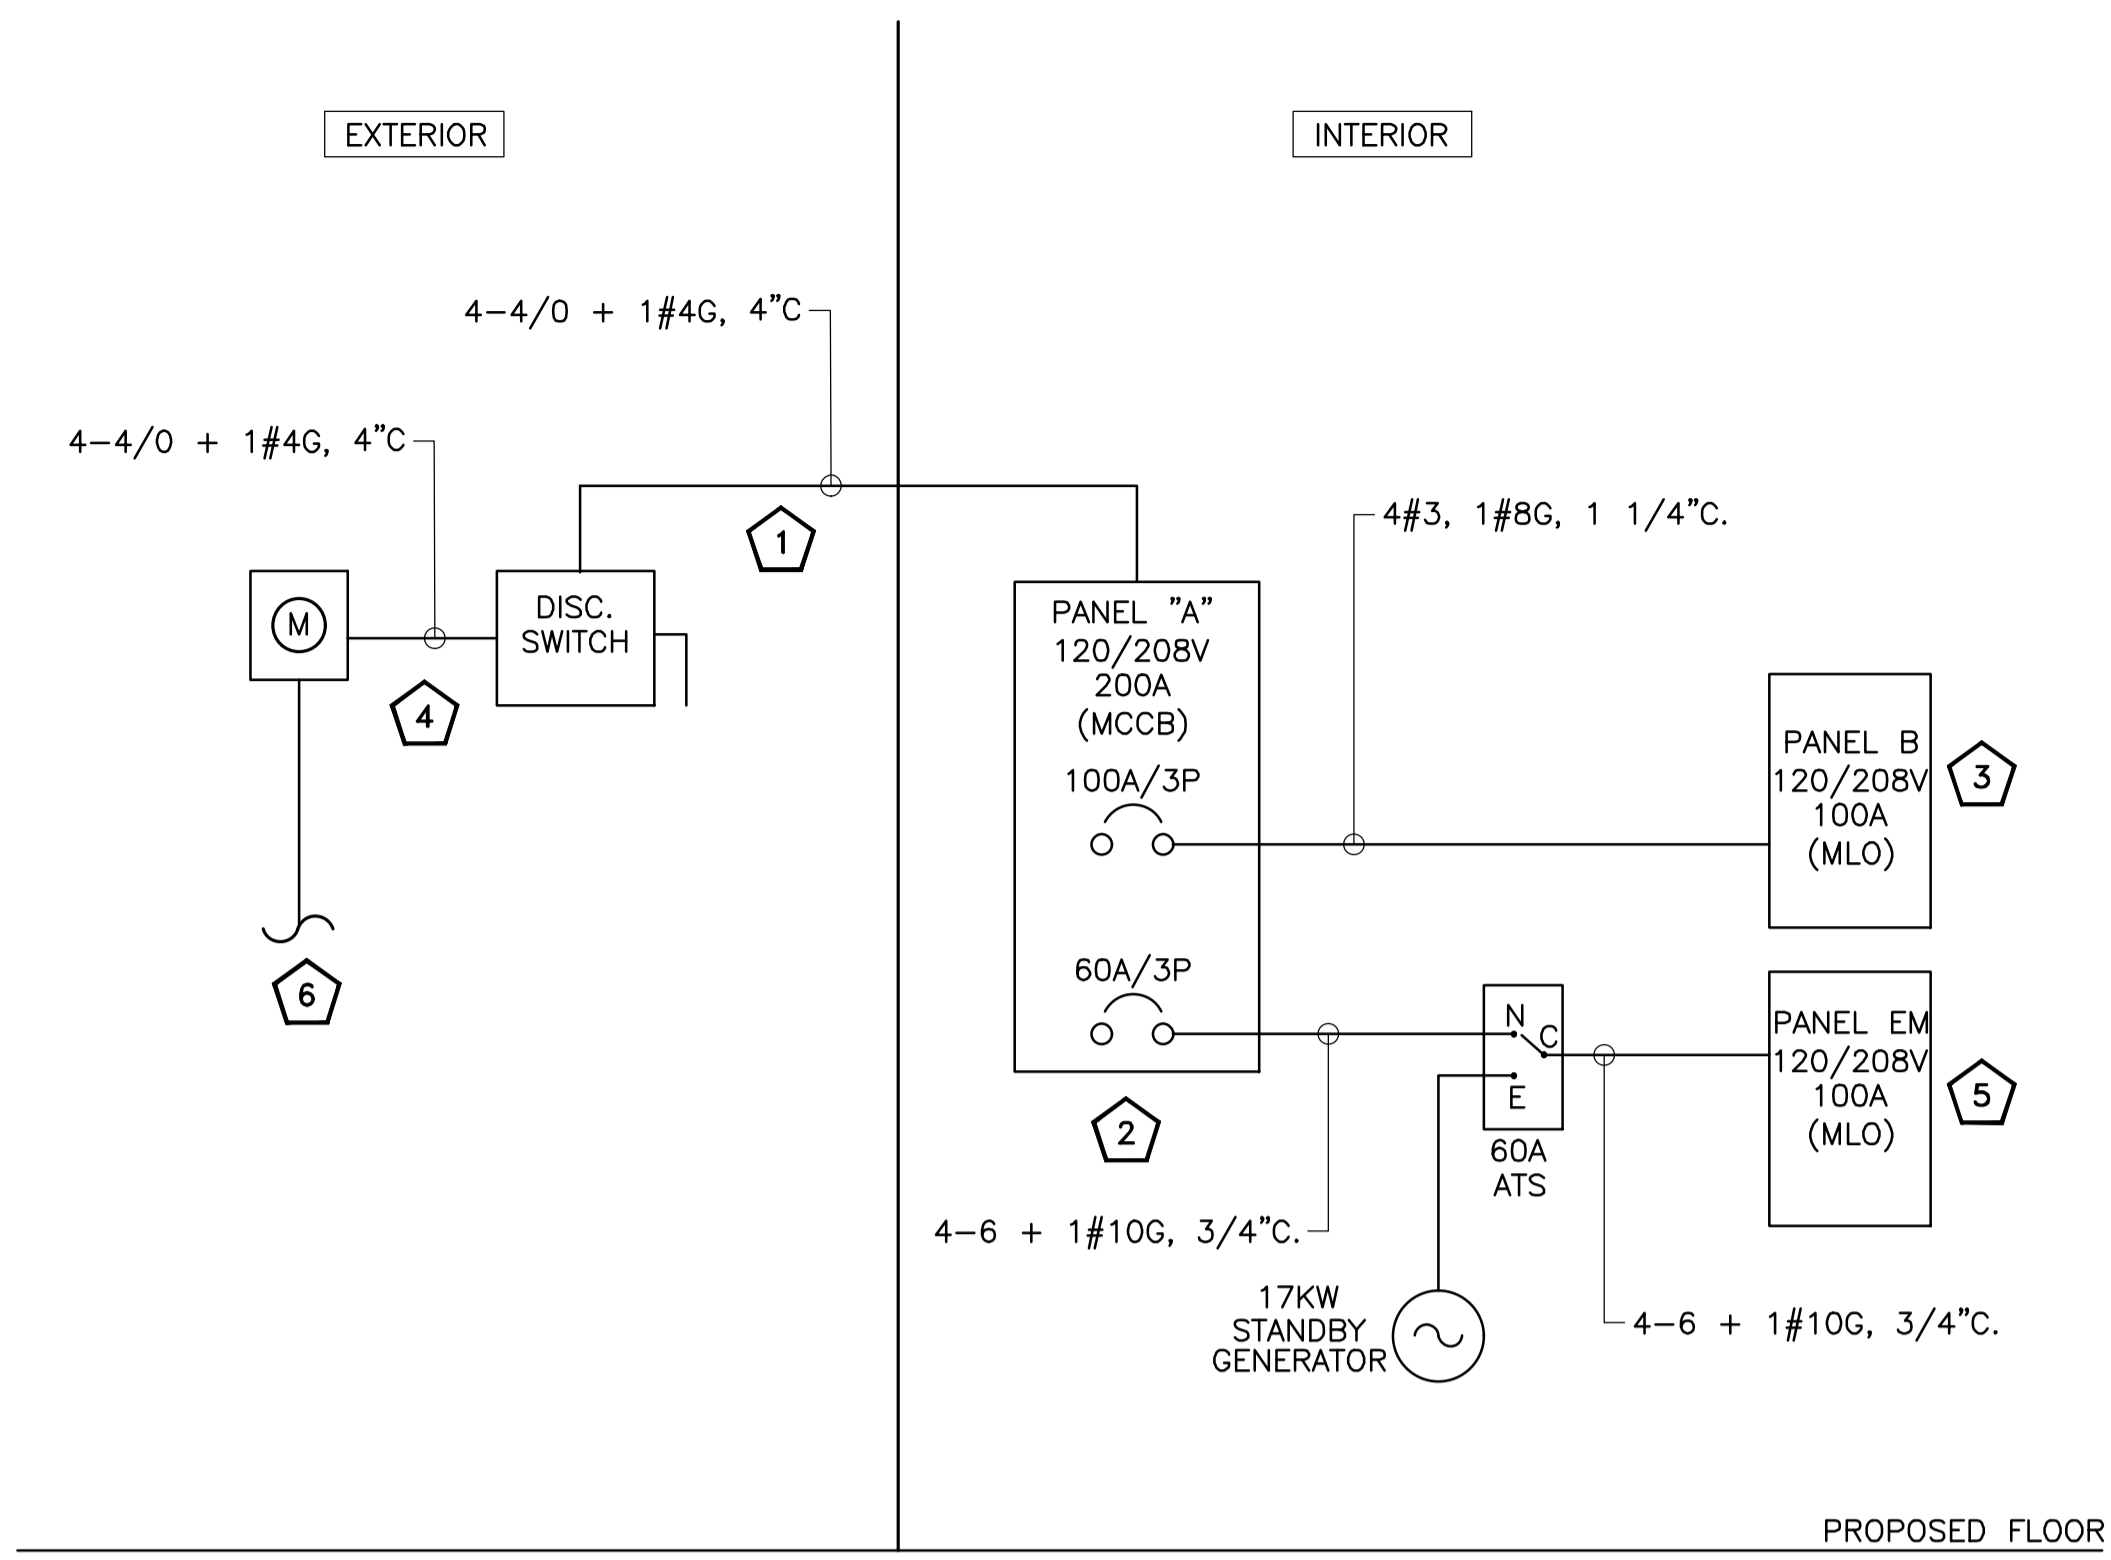 EXTERIOR
INTERIOR
4-4/0 + 1#4G, 4"C
4-4/0 + 1#4G, 4"C
1
4#3, 1#8G, 1 1/4"C.
M
DISC.
SWITCH
4
6
PANEL "A"
120/208V
200A
(MCCB)
100A/3P
60A/3P
2
PANEL B
120/208V
100A
(MLO)
3
N
C
E
60A
ATS
PANEL EM
120/208V
100A
(MLO)
5
4-6 + 1#10G, 3/4"C.
17KW
STANDBY
GENERATOR
4-6 + 1#10G, 3/4"C.
PROPOSED FLOOR